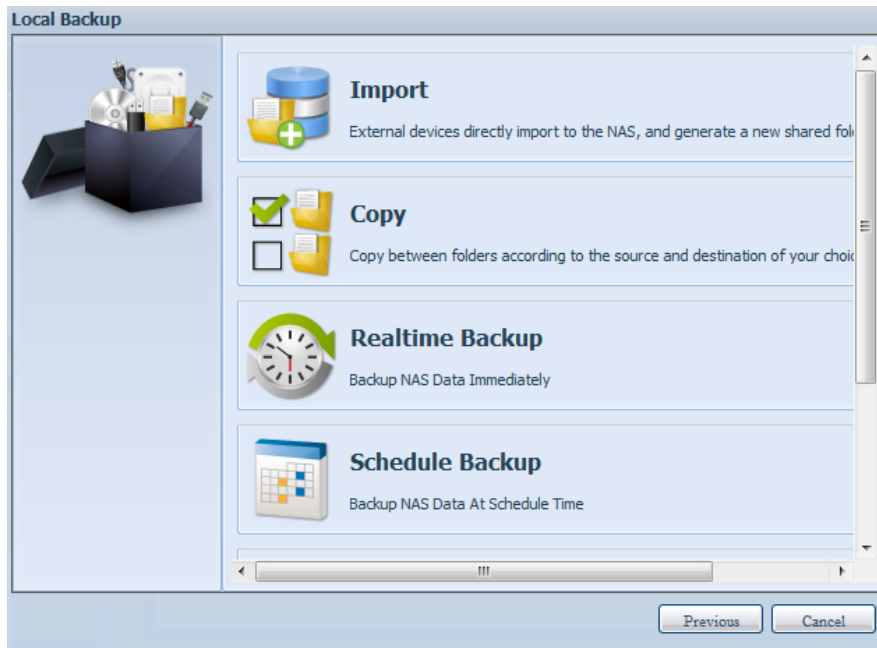 Local Backup
Import
External devices directly import to the NAS, and generate a new shared
Copy
Copy between folders according to the source and destination of your
Realtime Backup
Backup NAS Data Immediately
Schedule Backup
Backup NAS Data At Schedule Time
Previous
Cancel